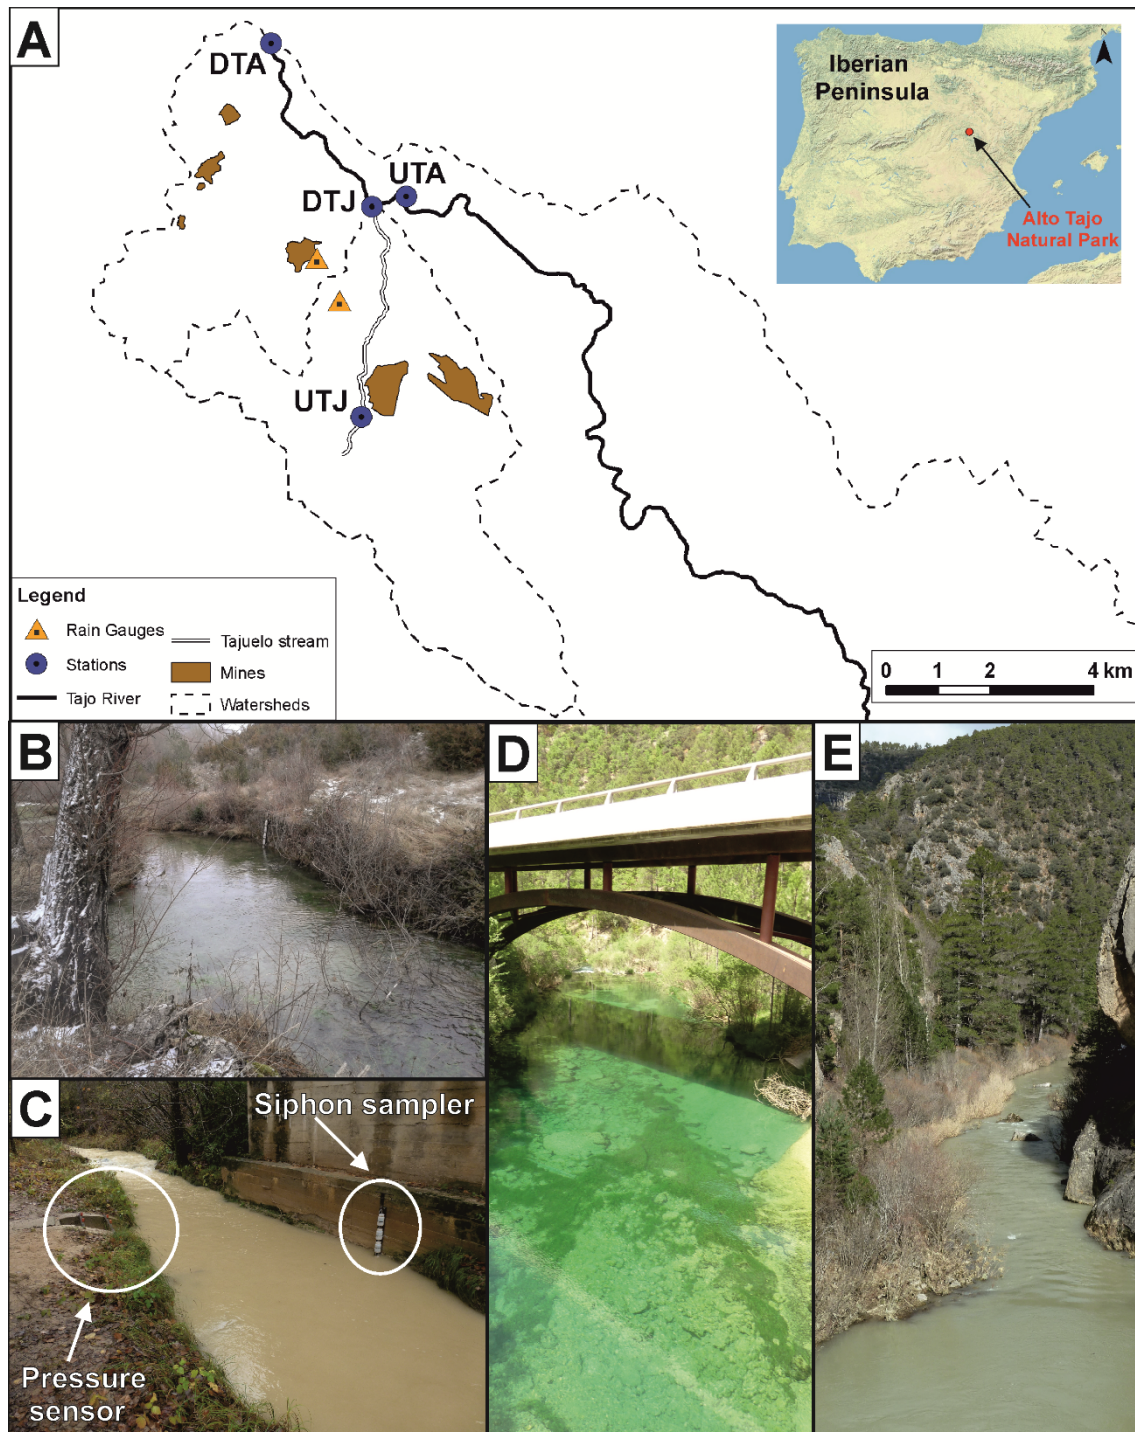 A
DTA
UTA
DTJ
UTJ
Iberian
Peninsula
Alto Tajo
Natural Park
Legend
Rain Gauges
Stations
Tajo River
Tajuelo stream
Mines
Watersheds
0 1 2 4 km
B
C
Siphon sampler
Pressure
sensor
D
E